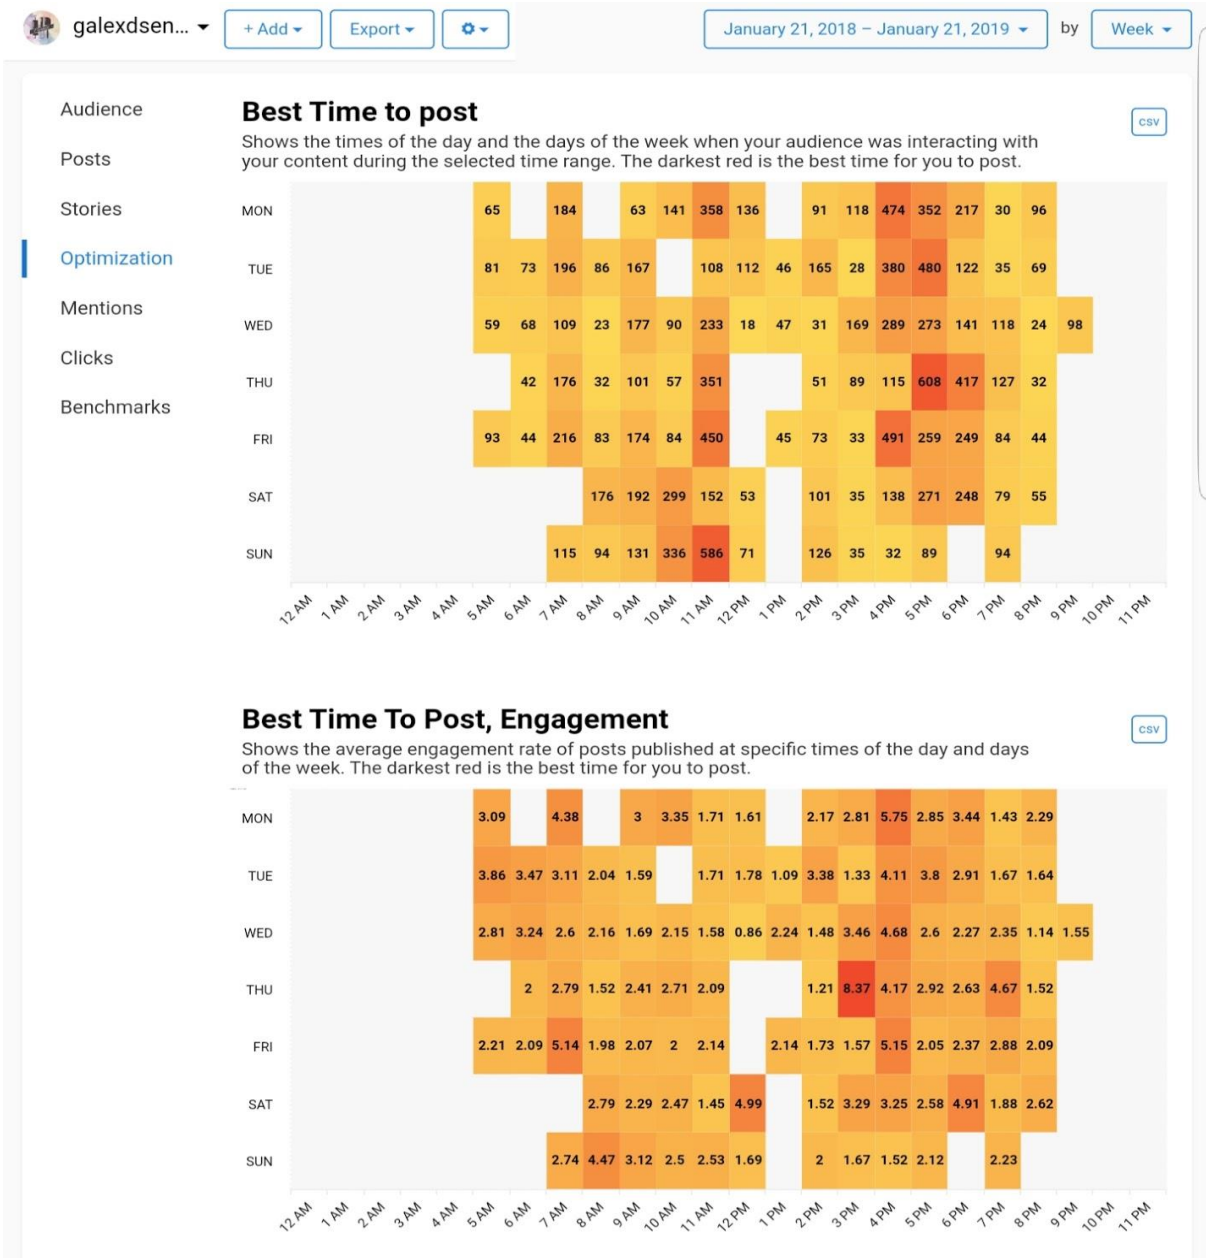 galexdsen...
+ Add
Export
January 21, 2018 – January 21, 2019
by
Week
Audience
Posts
Stories
Optimization
Mentions
Clicks
Benchmarks
Best Time to post
CSV
Shows the times of the day and the days of the week when your audience was interacting with
your content during the selected time range. The darkest red is the best time for you to post.
MON 65 184 63 141 358 136 91 118 474 352 217 30 96
TUE 81 73 196 86 167 108 112 46 165 28 380 480 122 35 69
WED 59 68 109 23 177 90 233 18 47 31 169 289 273 141 118 24 98
THU 42 176 32 101 57 351 51 89 115 608 417 127 32
FRI 93 44 216 83 174 84 450 45 73 33 491 259 249 84 44
SAT 176 192 299 152 53 101 35 138 271 248 79 55
SUN 115 94 131 336 586 71 126 35 32 89 94
12 AM 1 AM 2 AM 3 AM 4 AM 5 AM 6 AM 7 AM 8 AM 9 AM 10 AM 11 AM 12 PM 1 PM 2 PM 3 PM 4 PM 5 PM 6 PM 7 PM 8 PM 9 PM 10 PM 11 PM
Best Time To Post, Engagement
CSV
Shows the average engagement rate of posts published at specific times of the day and days
of the week. The darkest red is the best time for you to post.
MON 3.09 4.38 3 3.35 1.71 1.61 2.17 2.81 5.75 2.85 3.44 1.43 2.29
TUE 3.86 3.47 3.11 2.04 1.59 1.71 1.78 1.09 3.38 1.33 4.11 3.8 2.91 1.67 1.64
WED 2.81 3.24 2.6 2.16 1.69 2.15 1.58 0.86 2.24 1.48 3.46 4.68 2.6 2.27 2.35 1.14 1.55
THU 2 2.79 1.52 2.41 2.71 2.09 1.21 8.37 4.17 2.92 2.63 4.67 1.52
FRI 2.21 2.09 5.14 1.98 2.07 2 2.14 2.14 1.73 1.57 5.15 2.05 2.37 2.88 2.09
SAT 2.79 2.29 2.47 1.45 4.99 1.52 3.29 3.25 2.58 4.91 1.88 2.62
SUN 2.74 4.47 3.12 2.5 2.53 1.69 2 1.67 1.52 2.12 2.23
12 AM 1 AM 2 AM 3 AM 4 AM 5 AM 6 AM 7 AM 8 AM 9 AM 10 AM 11 AM 12 PM 1 PM 2 PM 3 PM 4 PM 5 PM 6 PM 7 PM 8 PM 9 PM 10 PM 11 PM